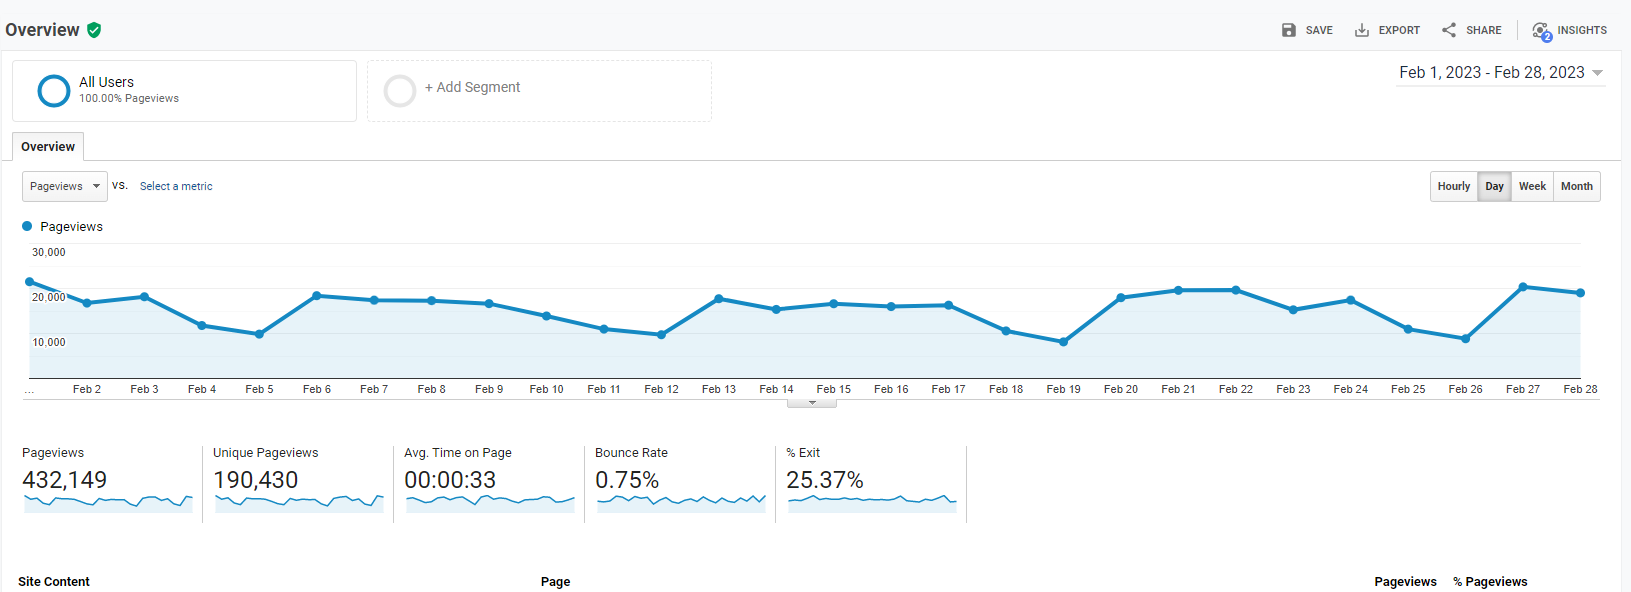 Overview
SAVE EXPORT SHARE 2 INSIGHTS
All Users
100.00% Pageviews
+ Add Segment
Feb 1, 2023 - Feb 28, 2023
Overview
Pageviews VS. Select a metric
Hourly Day Week Month
Pageviews
30,000
20,000
10,000
... Feb 2 Feb 3 Feb 4 Feb 5 Feb 6 Feb 7 Feb 8 Feb 9 Feb 10 Feb 11 Feb 12 Feb 13 Feb 14 Feb 15 Feb 16 Feb 17 Feb 18 Feb 19 Feb 20 Feb 21 Feb 22 Feb 23 Feb 24 Feb 25 Feb 26 Feb 27 Feb 28
Pageviews Unique Pageviews Avg. Time on Page Bounce Rate % Exit
432,149 190,430 00:00:33 0.75% 25.37%
Site Content Page Pageviews % Pageviews